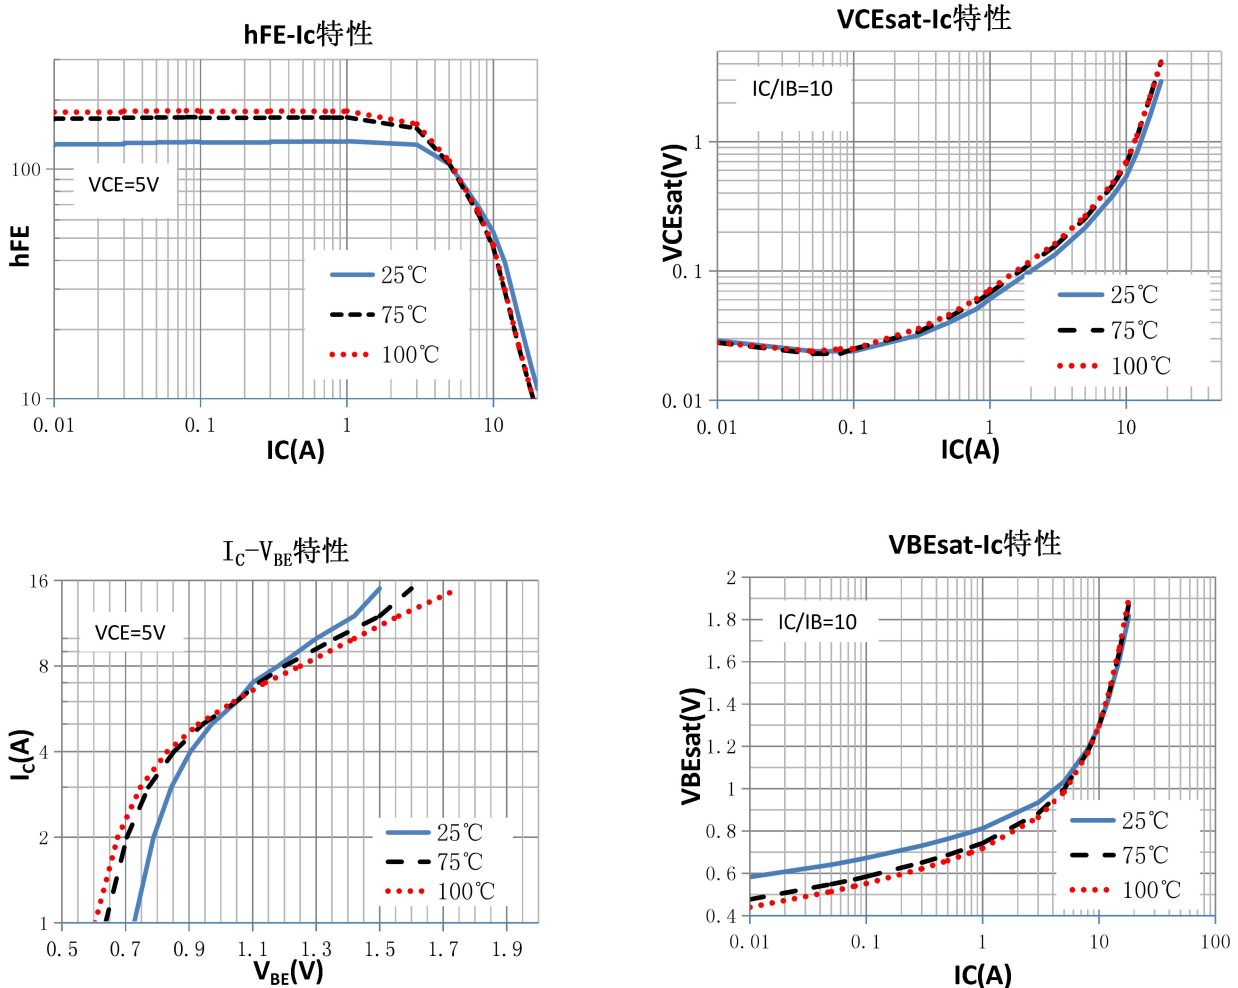 hFE-Ic特性
hFE
100
10
VCE=5V
25℃
75℃
100℃
0.01 0.1 1 10
IC(A)
VCEsat-Ic特性
VCEsat(V)
IC/IB=10
1
0.1
0.01
25℃
75℃
100℃
0.01 0.1 1 10
IC(A)
IC-VBE特性
IC(A)
16
8
4
2
1
VCE=5V
25℃
75℃
100℃
0.5 0.7 0.9 1.1 1.3 1.5 1.7 1.9
VBE(V)
VBEsat-Ic特性
VBEsat(V)
2
1.8
1.6
1.4
1.2
1
0.8
0.6
0.4
IC/IB=10
25℃
75℃
100℃
0.01 0.1 1 10 100
IC(A)